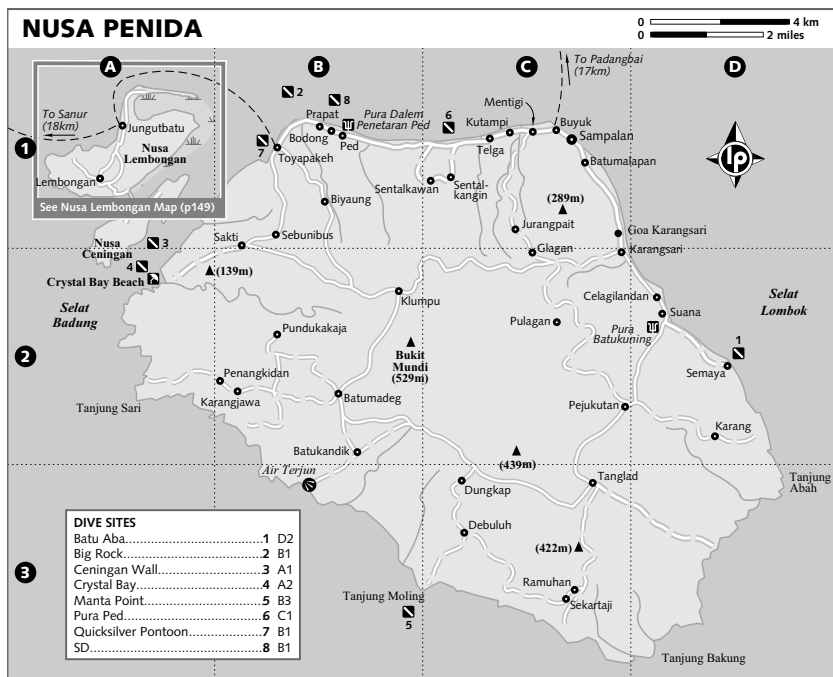 NUSA PENIDA
0 4 km
0 2 miles
A
B
C
D
1
2
3
To Sanur
(18km)
Jungutbatu
Nusa
Lembongan
Lembongan
See Nusa Lembongan Map (p149)
To Padangbai
(17km)
2
8
Prapat
Pura Dalem
Penetaran Ped
6
Mentigi
Kutampi
Buyuk
Sampalan
Bodong
Ped
Telga
7
Toyapakeh
Batumalapan
Sentalkawan
Sental-
kangin
Biyaung
(289m)
Jurangpait
Goa Karangsari
Sebunibus
Sakti
Glagan
Karangsari
Nusa
Ceningan
3
4
Crystal Bay Beach
(139m)
Selat
Badung
Klumpu
Celagilandan
Suana
Selat
Lombok
Pundukakaja
Pulagan
Pura
Batukuning
1
Bukit
Mundi
(529m)
Semaya
Penangkidan
Karangjawa
Batumadeg
Tanjung Sari
Pejukutan
Karang
Batukandik
(439m)
Air Terjun
Dungkap
Tanglad
Tanjung
Abah
Debuluh
(422m)
Ramuhan
Sekartaji
Tanjung Moling
5
Tanjung Bakung
DIVE SITES
Batu Aba..............................1 D2
Big Rock..............................2 B1
Ceningan Wall......................3 A1
Crystal Bay..........................4 A2
Manta Point.........................5 B3
Pura Ped.............................6 C1
Quicksilver Pontoon..............7 B1
SD......................................8 B1
lp